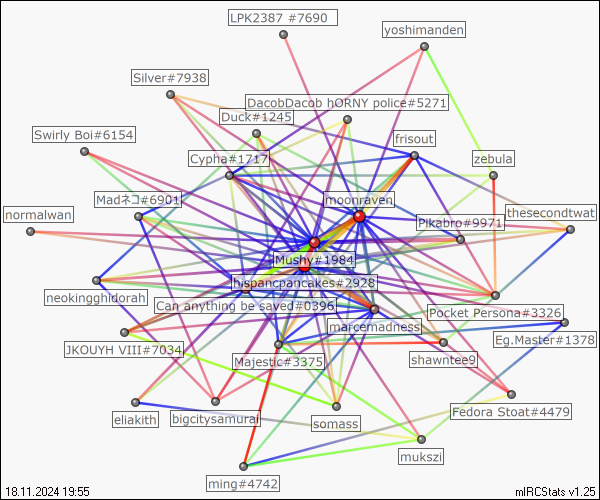 LPK2387 #7690
yoshimanden
Silver#7938
DacobDacob hORNY police#5271
Duck#1245
Swirly Boi#6154
frisout
Cypha#1717
zebula
Madネコ#6901
moonraven
normalwan
Pikabro#9971
thesecondtwat
Mushy#1984
hispancpancakes#2928
neokingghidorah
Can anything be saved#0396
Pocket Persona#3326
marcemadness
Eg.Master#1378
JKOUYH VIII#7034
Majestic#3375
shawntee9
Fedora Stoat#4479
eliakith
bigcitysamurai
somass
mukszi
ming#4742
18.11.2024 19:55
mIRCStats v1.25